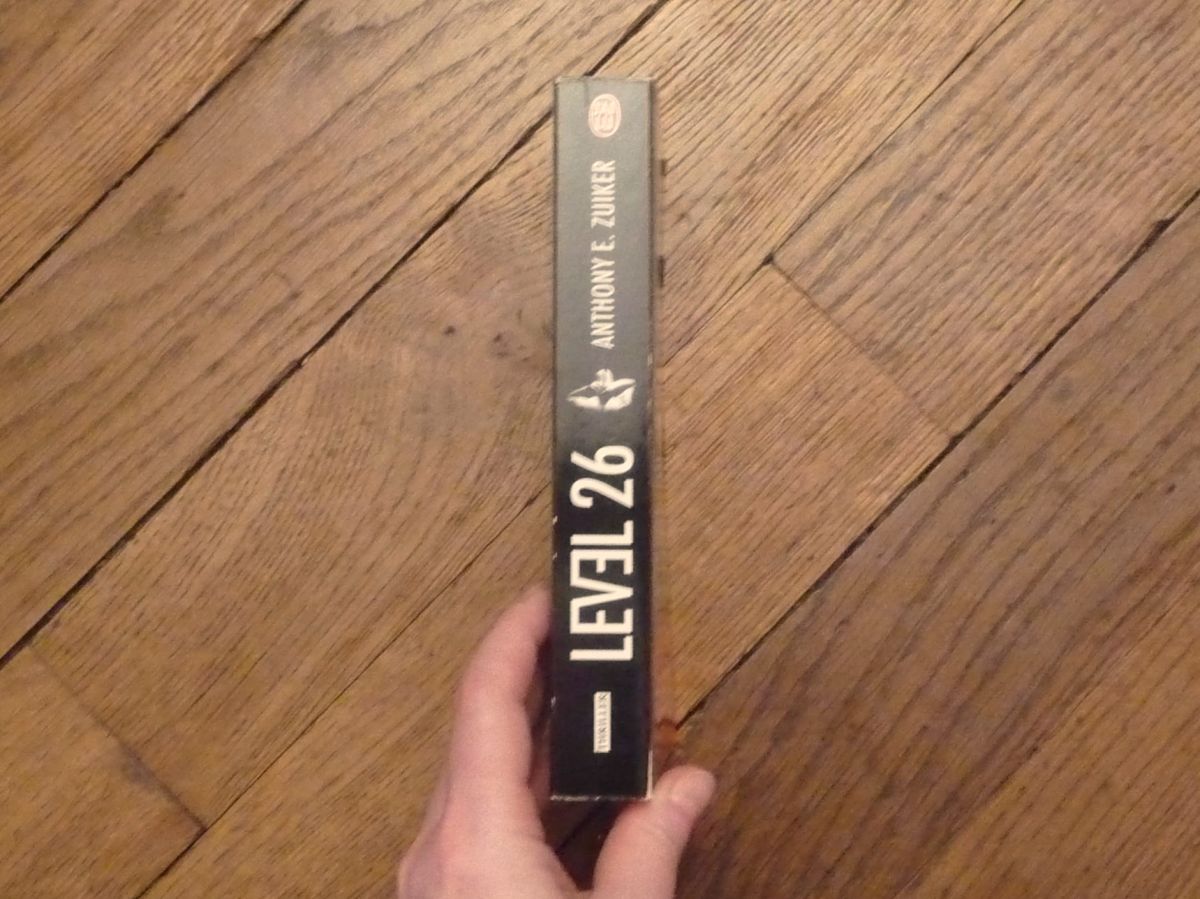 THRILLER
LEVEL 26
ANTHONY E. ZUIKER